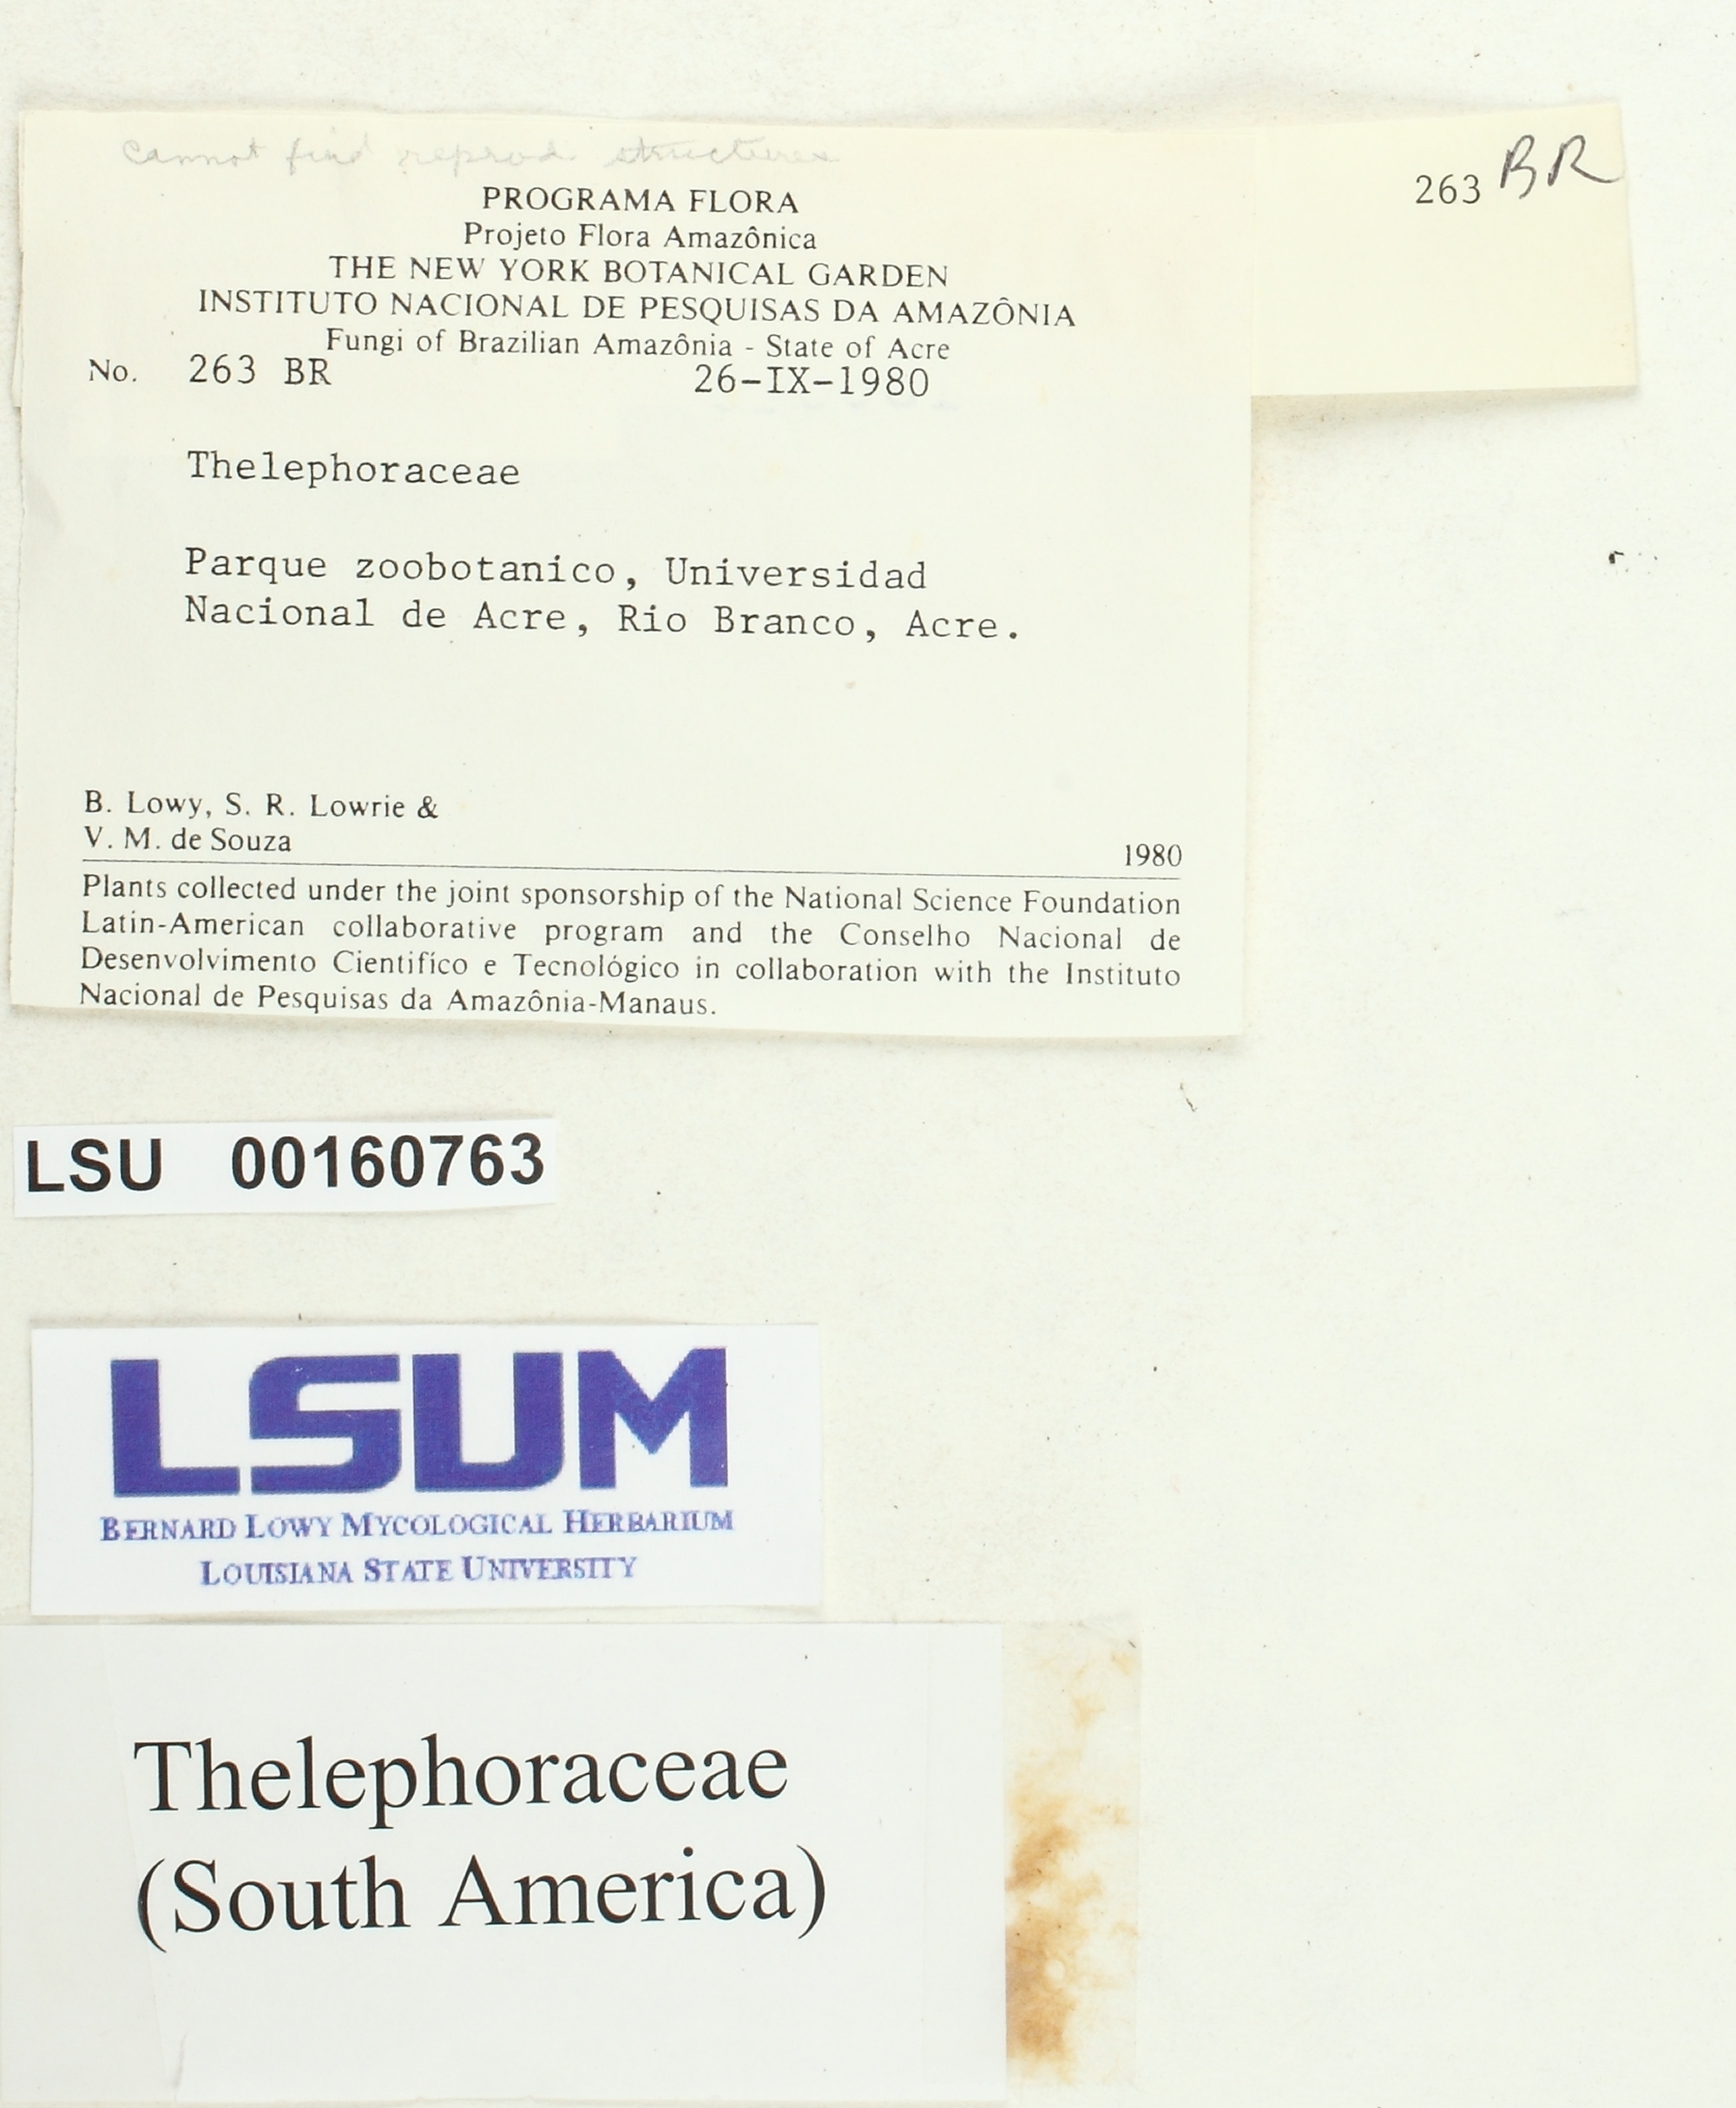 cannot find reprod. structures
PROGRAMA FLORA
Projeto Flora Amazônica
THE NEW YORK BOTANICAL GARDEN
INSTITUTO NACIONAL DE PESQUISAS DA AMAZÔNIA
Fungi of Brazilian Amazônia - State of Acre
No. 263 BR 26-IX-1980
263 BR
Thelephoraceae
Parque zoobotanico, Universidad
Nacional de Acre, Rio Branco, Acre.
B. Lowy, S. R. Lowrie &
V. M. de Souza
1980
Plants collected under the joint sponsorship of the National Science Foundation
Latin-American collaborative program and the Conselho Nacional de
Desenvolvimento Cientifico e Tecnológico in collaboration with the Instituto
Nacional de Pesquisas da Amazônia-Manaus.
LSU 00160763
LSUM
BERNARD LOWY MYCOLOGICAL HERBARIUM
LOUISIANA STATE UNIVERSITY
Thelephoraceae
(South America)